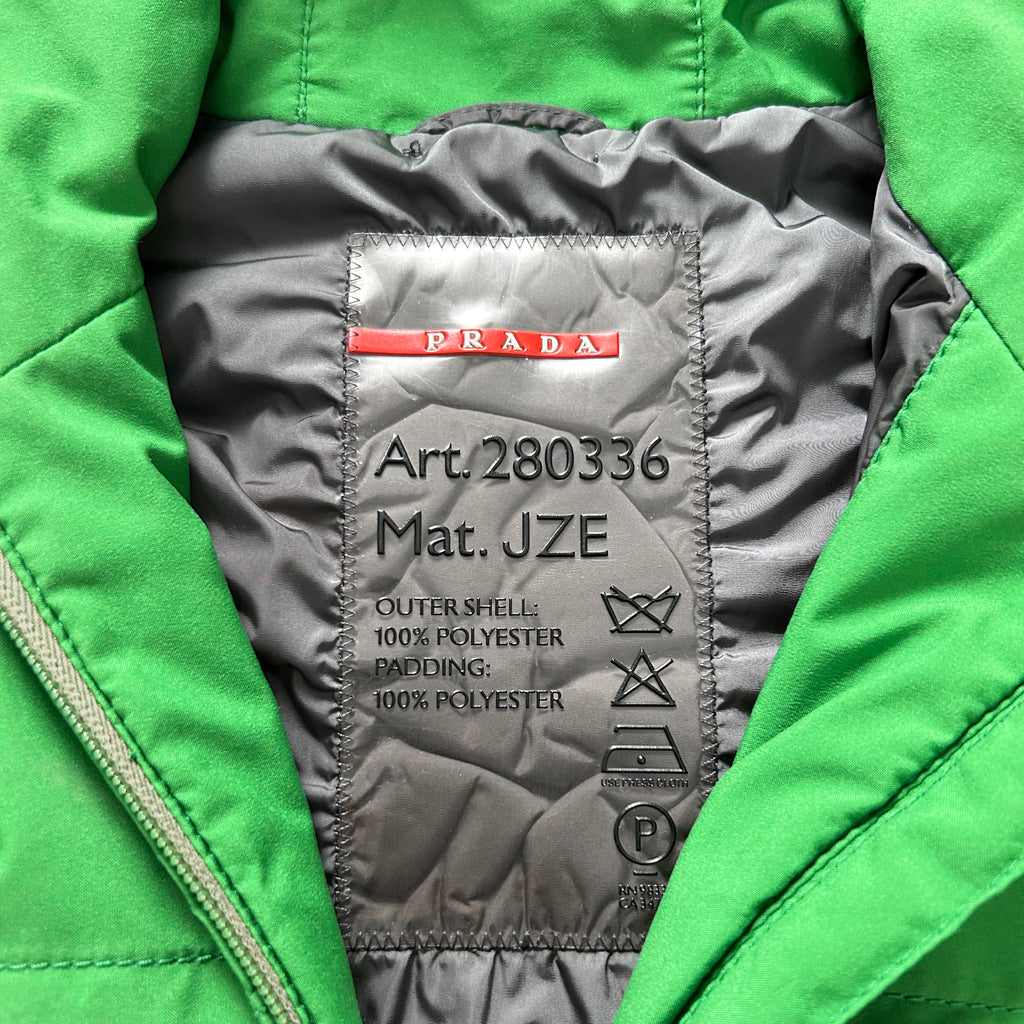 PRADA
Art. 280336
Mat. JZE
OUTER SHELL:
100% POLYESTER
PADDING:
100% POLYESTER
USE PRESS CLOTH
P